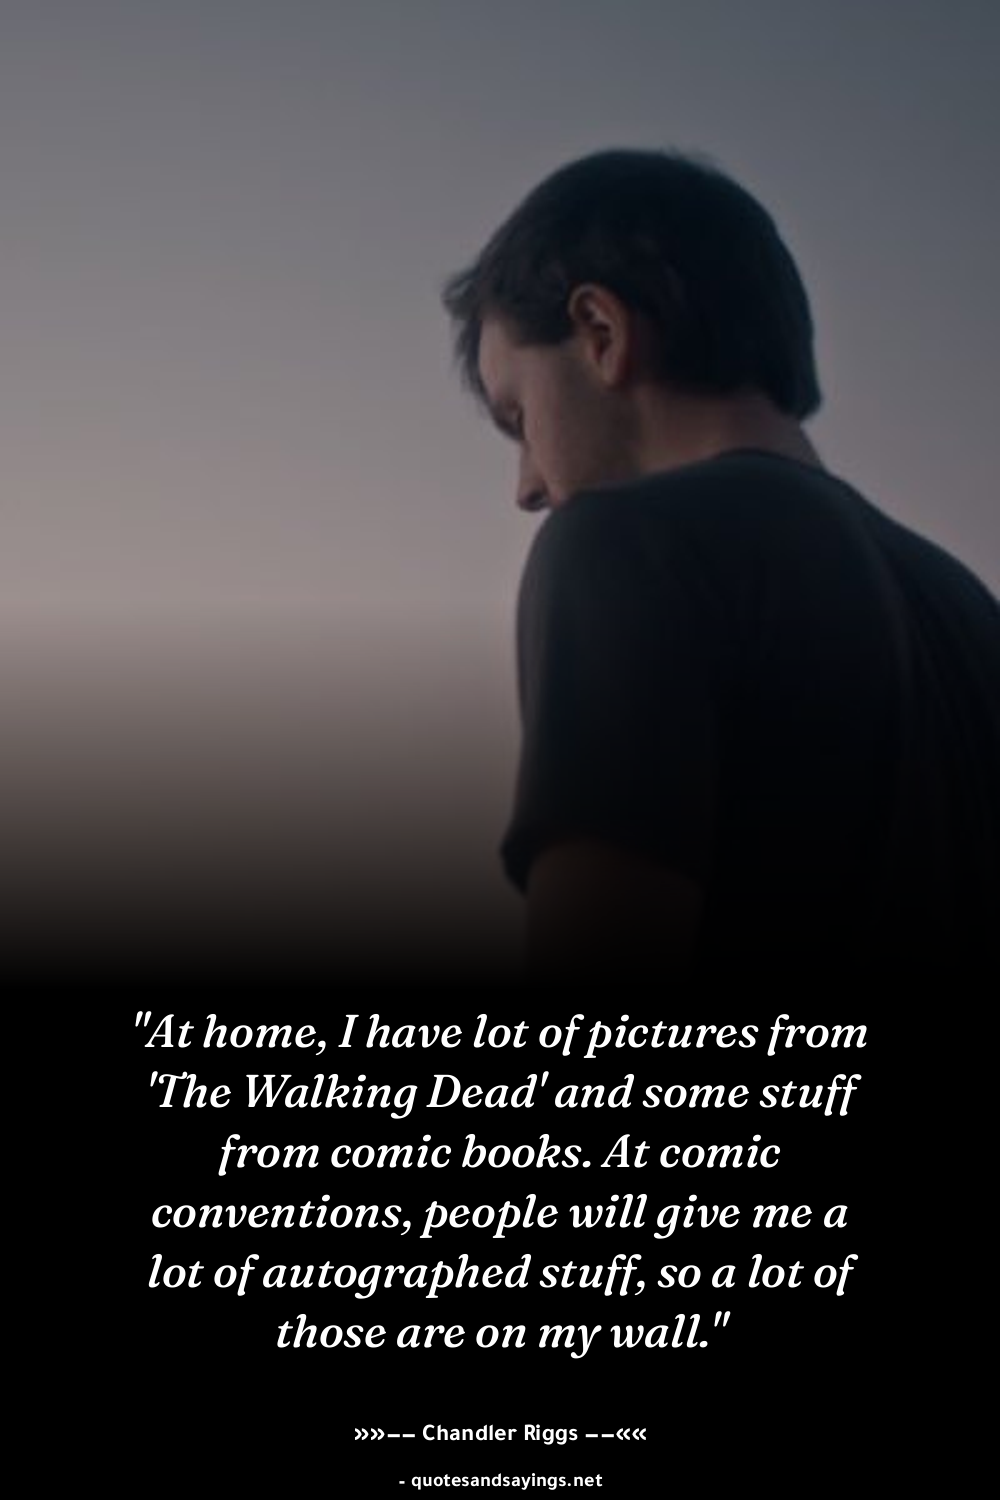 "At home, I have lot of pictures from
'The Walking Dead' and some stuff
from comic books. At comic
conventions, people will give me a
lot of autographed stuff, so a lot of
those are on my wall."
»»–– Chandler Riggs ––««
- quotesandsayings.net